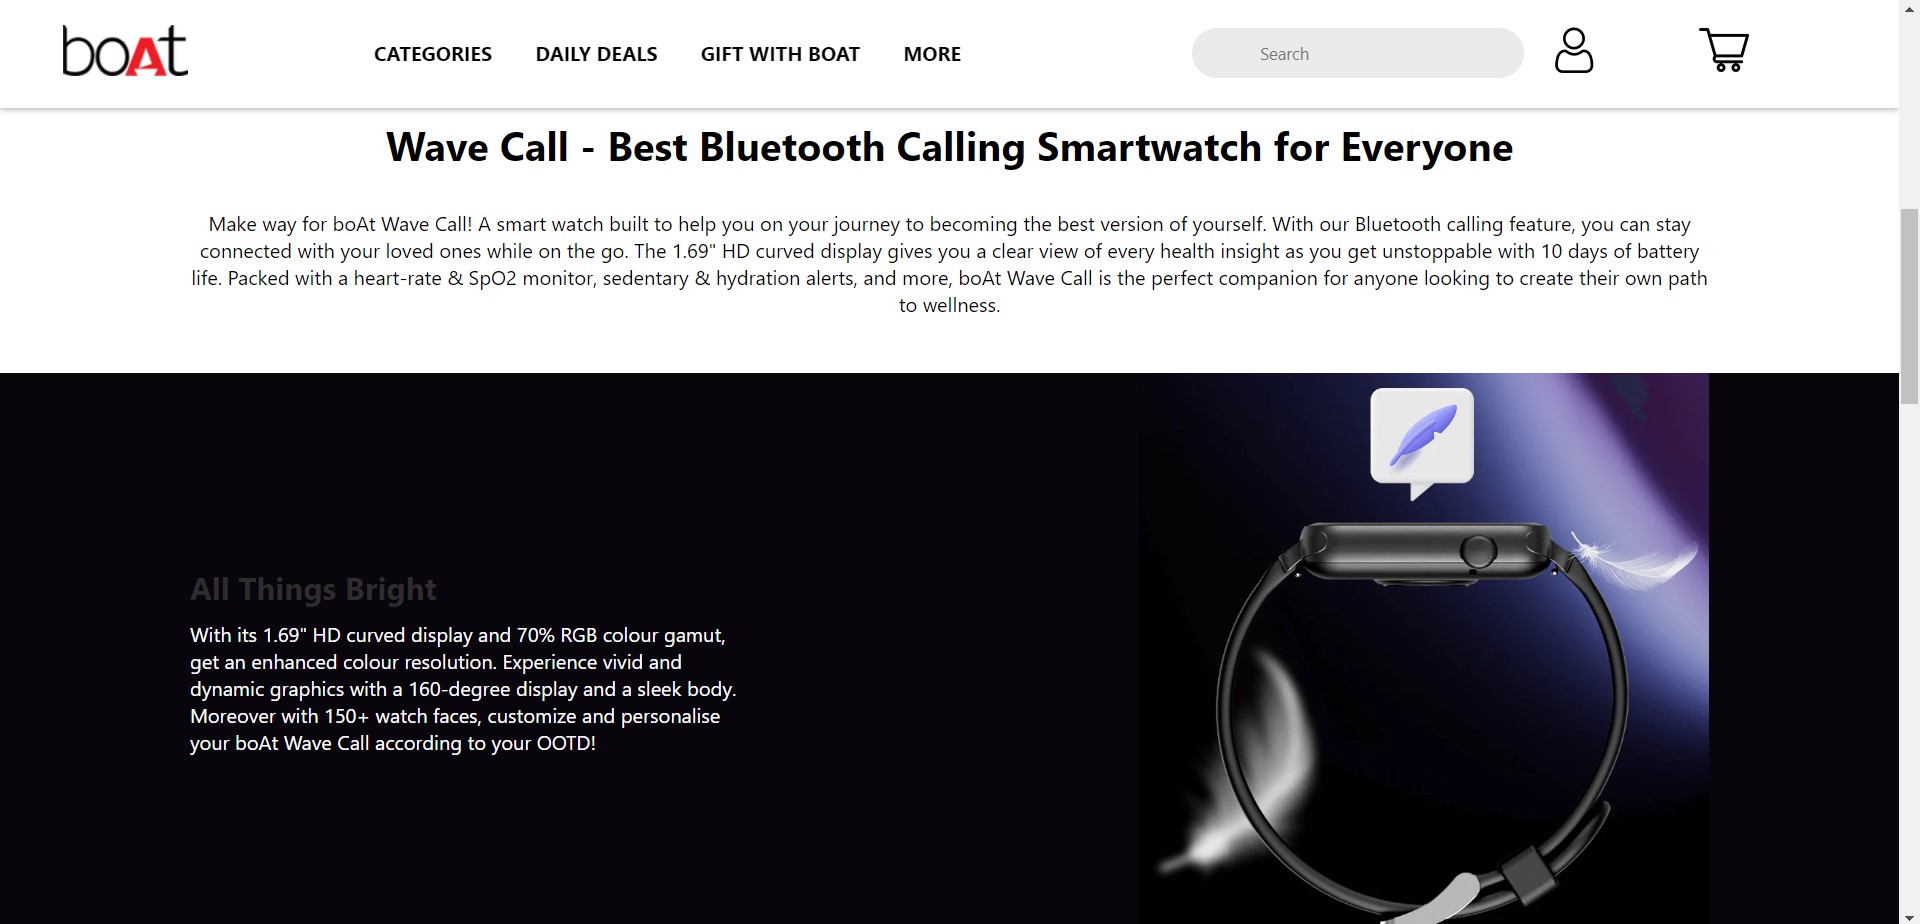 boAt
CATEGORIES
DAILY DEALS
GIFT WITH BOAT
MORE
Search
Wave Call - Best Bluetooth Calling Smartwatch for Everyone
Make way for boAt Wave Call! A smart watch built to help you on your journey to becoming the best version of yourself. With our Bluetooth calling feature, you can stay
connected with your loved ones while on the go. The 1.69" HD curved display gives you a clear view of every health insight as you get unstoppable with 10 days of battery
life. Packed with a heart-rate & SpO2 monitor, sedentary & hydration alerts, and more, boAt Wave Call is the perfect companion for anyone looking to create their own path
to wellness.
All Things Bright
With its 1.69" HD curved display and 70% RGB colour gamut,
get an enhanced colour resolution. Experience vivid and
dynamic graphics with a 160-degree display and a sleek body.
Moreover with 150+ watch faces, customize and personalise
your boAt Wave Call according to your OOTD!